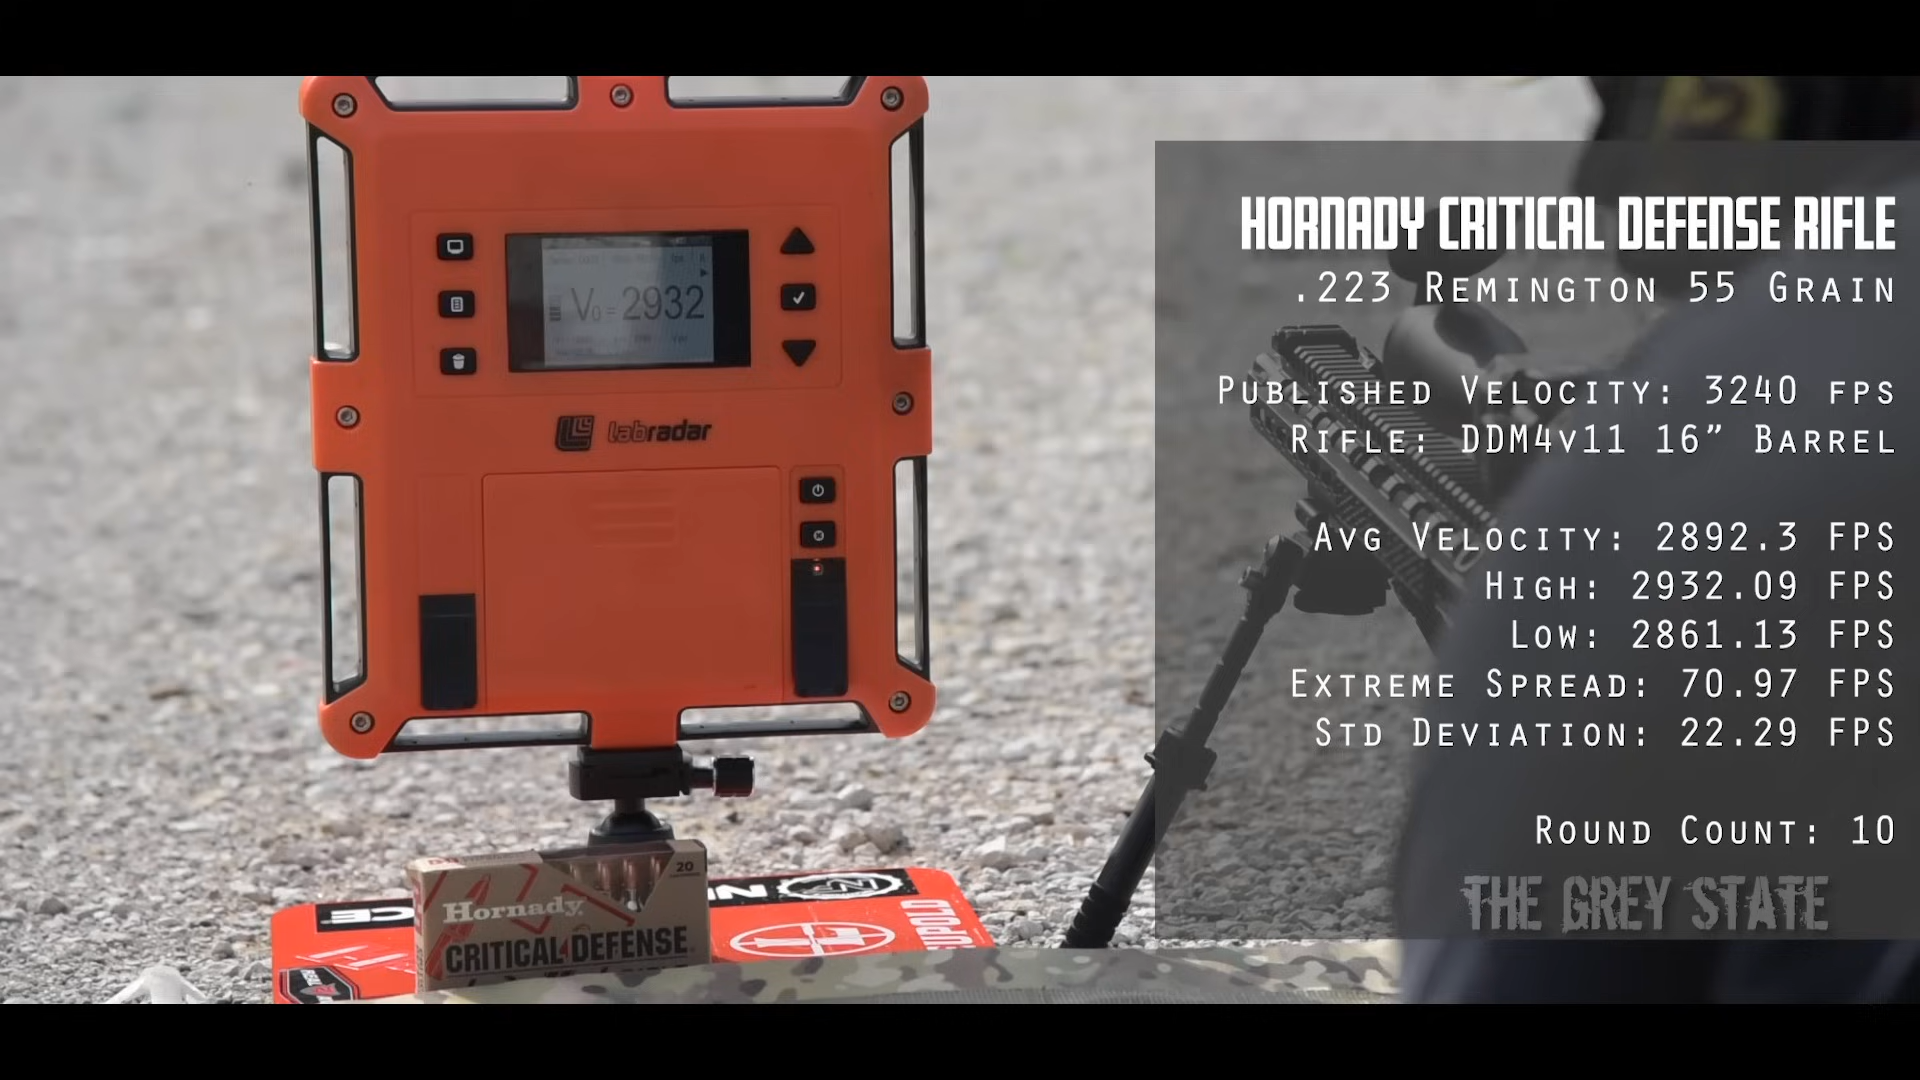 V₀ = 2932
labradar
20
Hornady
CRITICAL DEFENSE
HORNADY CRITICAL DEFENSE RIFLE
.223 REMINGTON 55 GRAIN
PUBLISHED VELOCITY: 3240 FPS
RIFLE: DDM4V11 16” BARREL
AVG VELOCITY: 2892.3 FPS
HIGH: 2932.09 FPS
LOW: 2861.13 FPS
EXTREME SPREAD: 70.97 FPS
STD DEVIATION: 22.29 FPS
ROUND COUNT: 10
THE GREY STATE